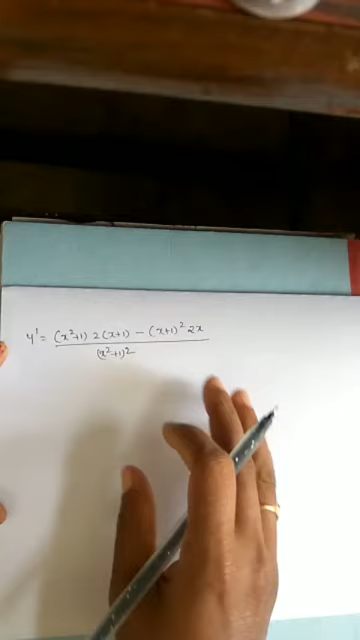 y' = (x²+1) 2(x+1) - (x+1)² 2x
(x²+1)²